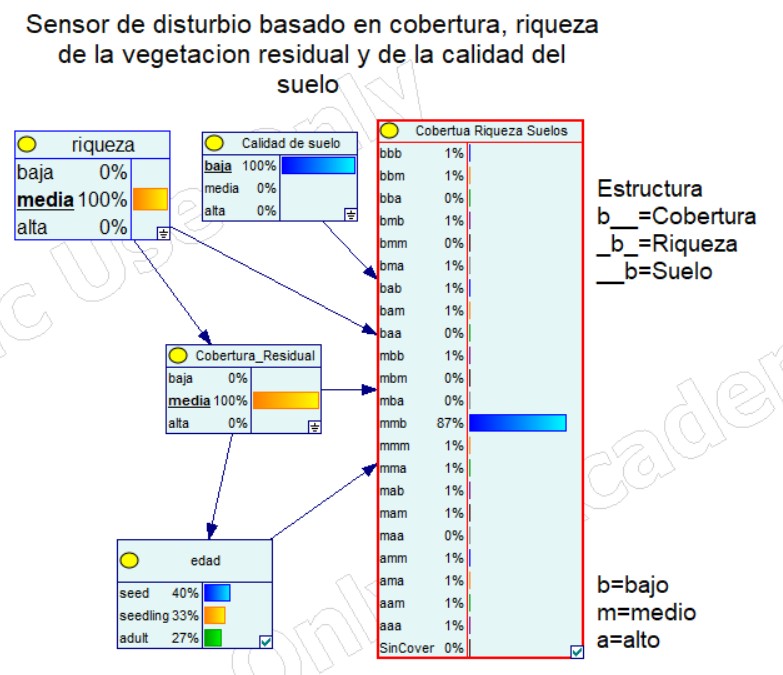 Sensor de disturbio basado en cobertura, riqueza
de la vegetacion residual y de la calidad del
suelo
riqueza
baja 0%
media 100%
alta 0%
Calidad de suelo
baja 100%
media 0%
alta 0%
Cobertua Riqueza Suelos
bbb 1%
bbm 1%
bba 0%
bmb 1%
bmm 0%
bma 1%
bab 1%
bam 1%
baa 0%
mbb 1%
mbm 0%
mba 0%
mmb 87%
mmm 1%
mma 1%
mab 1%
mam 1%
maa 0%
amm 1%
ama 1%
aam 1%
aaa 1%
SinCover 0%
Estructura
b__=Cobertura
_b_=Riqueza
__b=Suelo
Cobertura_Residual
baja 0%
media 100%
alta 0%
edad
seed 40%
seedling 33%
adult 27%
b=bajo
m=medio
a=alto